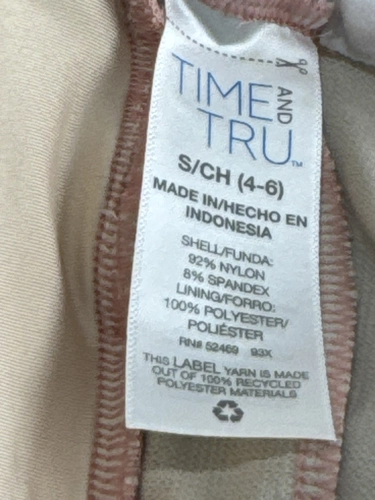 TIME AND
TRU™
S/CH (4-6)
MADE IN/HECHO EN
INDONESIA
SHELL/FUNDA:
92% NYLON
8% SPANDEX
LINING/FORRO:
100% POLYESTER/
POLIÉSTER
RN# 52469 93X
THIS LABEL YARN IS MADE
OUT OF 100% RECYCLED
POLYESTER MATERIALS